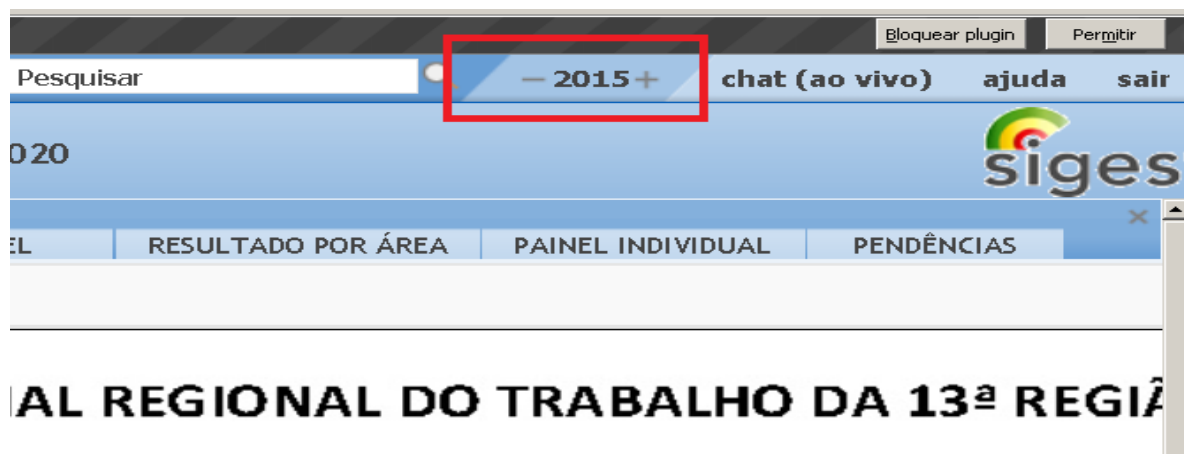 Bloquear plugin Permitir
Pesquisar − 2015 + chat (ao vivo) ajuda sair
020
siges
EL RESULTADO POR ÁREA PAINEL INDIVIDUAL PENDÊNCIAS
AL REGIONAL DO TRABALHO DA 13ª REGIÃ